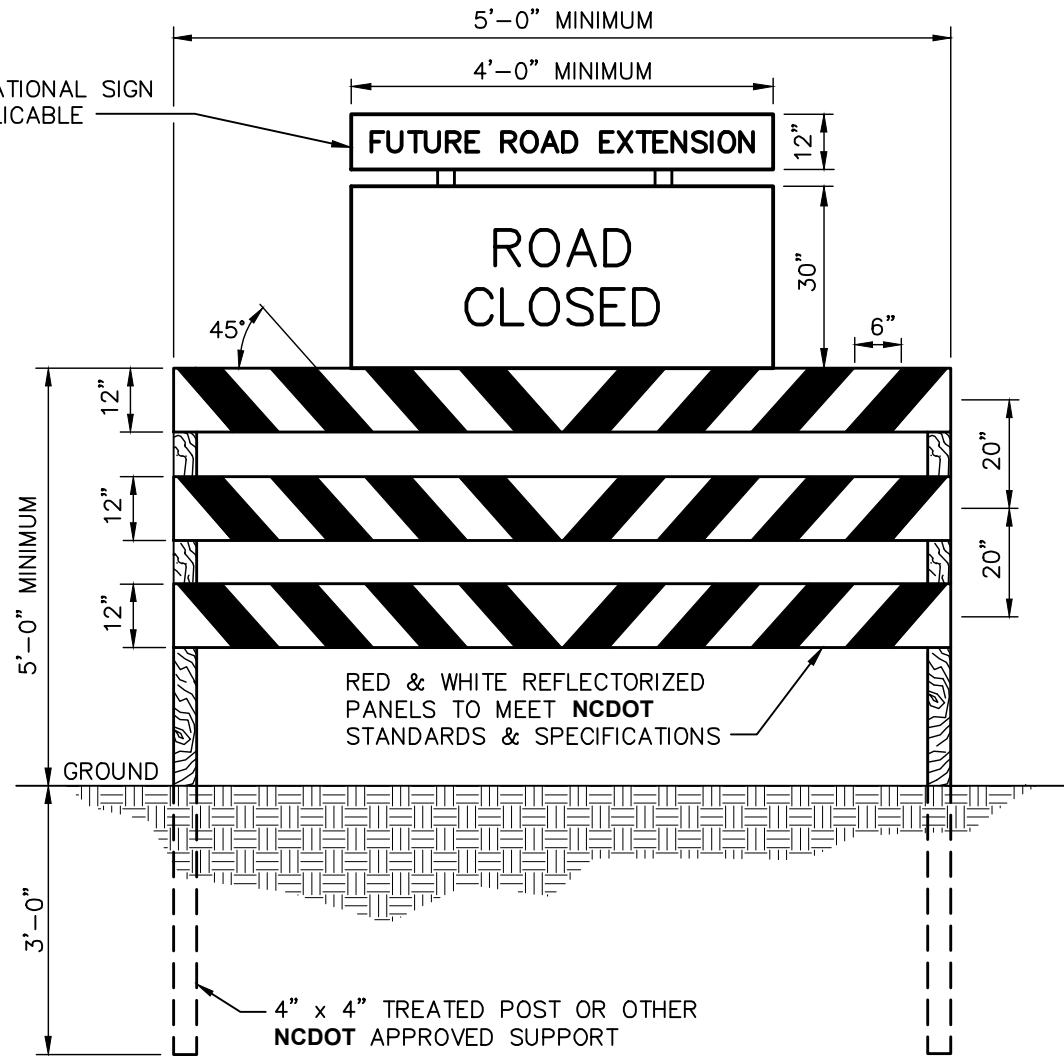 5'-0" MINIMUM
4'-0" MINIMUM
ATIONAL SIGN
LICABLE
FUTURE ROAD EXTENSION
12"
ROAD
CLOSED
30"
45°
6"
12"
20"
12"
20"
12"
5'-0" MINIMUM
RED & WHITE REFLECTORIZED
PANELS TO MEET NCDOT
STANDARDS & SPECIFICATIONS
GROUND
3'-0"
4" x 4" TREATED POST OR OTHER
NCDOT APPROVED SUPPORT